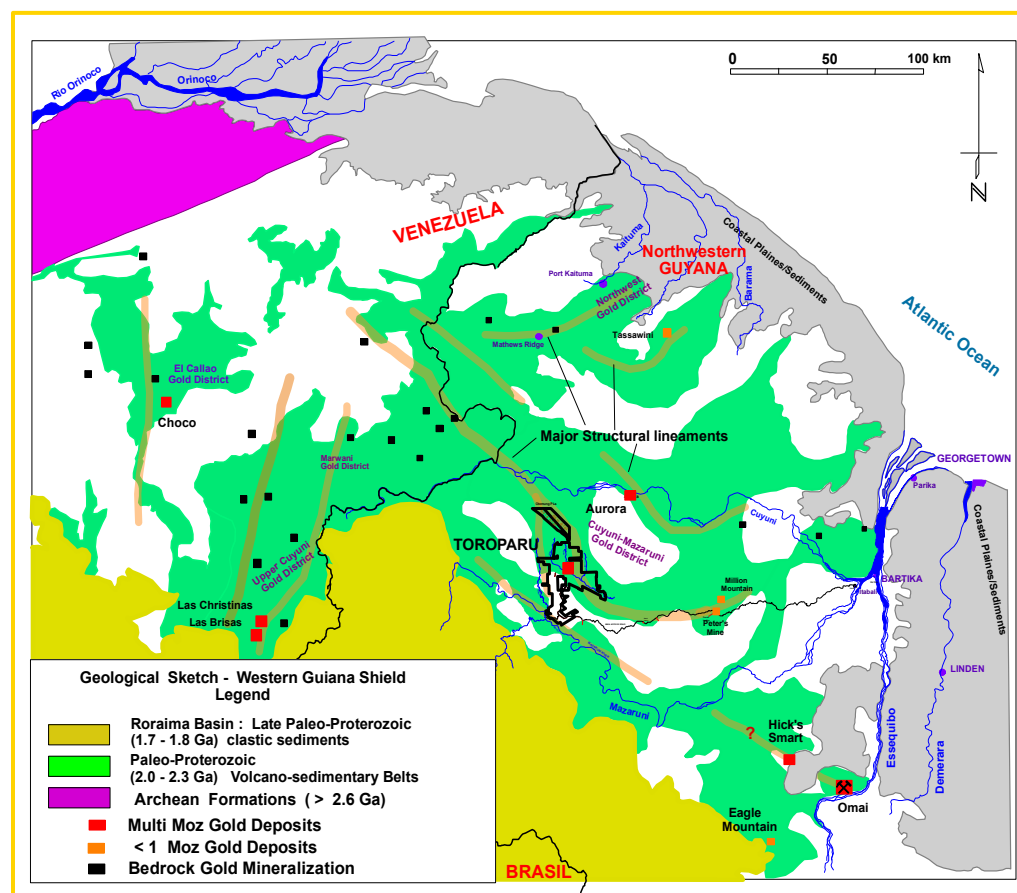 0 50 100 km
Rio Orinoco
Orinoco
N
VENEZUELA
Kaituma
Northwestern
GUYANA
Barama
Coastal Plaines/Sediments
Atlantic Ocean
Port Kaituma
Northwest
Gold District
Mathews Ridge
Tassawini
El Callao
Gold District
Choco
Major Structural lineaments
Marwani
Gold District
GEORGETOWN
Parika
Aurora
Cuyuni
Cuyuni-Mazaruni
Gold District
TOROPARU
Coastal Plaines/Sediments
Upper Cuyuni
Gold District
Million
Mountain
Peter's
Mine
BARTIKA
Las Christinas
Las Brisas
LINDEN
Mazaruni
Essequibo
Demerara
?
Hick's
Smart
Omai
Eagle
Mountain
BRASIL
Geological Sketch - Western Guiana Shield
Legend
Roraima Basin : Late Paleo-Proterozoic
(1.7 - 1.8 Ga) clastic sediments
Paleo-Proterozoic
(2.0 - 2.3 Ga) Volcano-sedimentary Belts
Archean Formations ( > 2.6 Ga)
Multi Moz Gold Deposits
< 1 Moz Gold Deposits
Bedrock Gold Mineralization